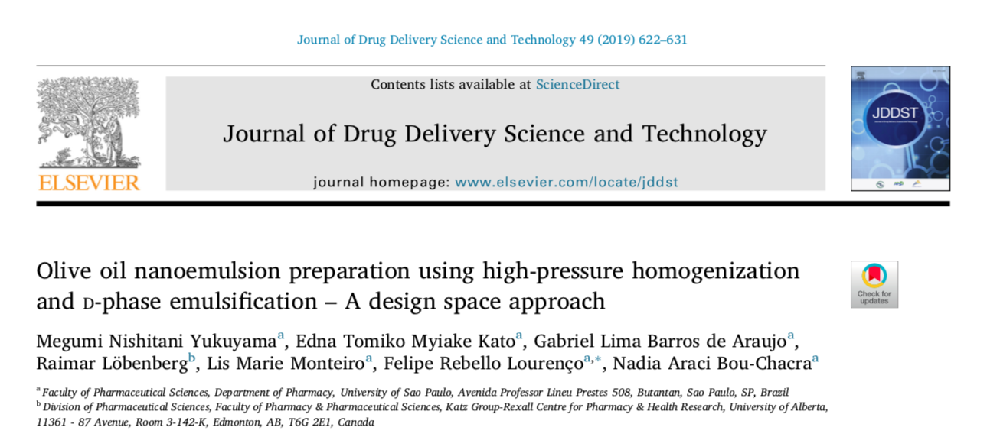 Journal of Drug Delivery Science and Technology 49 (2019) 622–631
Contents lists available at ScienceDirect
Journal of Drug Delivery Science and Technology
journal homepage: www.elsevier.com/locate/jddst
ELSEVIER
JDDST
Olive oil nanoemulsion preparation using high-pressure homogenization
and D-phase emulsification – A design space approach
Check for
updates
Megumi Nishitani Yukuyamaᵃ, Edna Tomiko Myiake Katoᵃ, Gabriel Lima Barros de Araujoᵃ,
Raimar Löbenbergᵇ, Lis Marie Monteiroᵃ, Felipe Rebello Lourençoᵃ,*, Nadia Araci Bou-Chacraᵃ
ᵃ Faculty of Pharmaceutical Sciences, Department of Pharmacy, University of Sao Paulo, Avenida Professor Lineu Prestes 508, Butantan, Sao Paulo, SP, Brazil
ᵇ Division of Pharmaceutical Sciences, Faculty of Pharmacy & Pharmaceutical Sciences, Katz Group-Rexall Centre for Pharmacy & Health Research, University of Alberta,
11361 - 87 Avenue, Room 3-142-K, Edmonton, AB, T6G 2E1, Canada